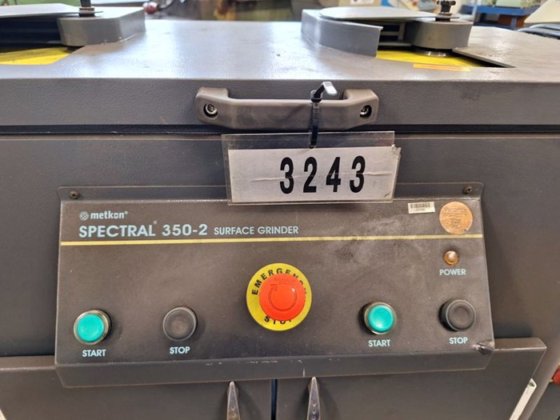 3243
metkon®
SPECTRAL® 350-2 SURFACE GRINDER
POWER
EMERGENCY
STOP
START
STOP
START
STOP